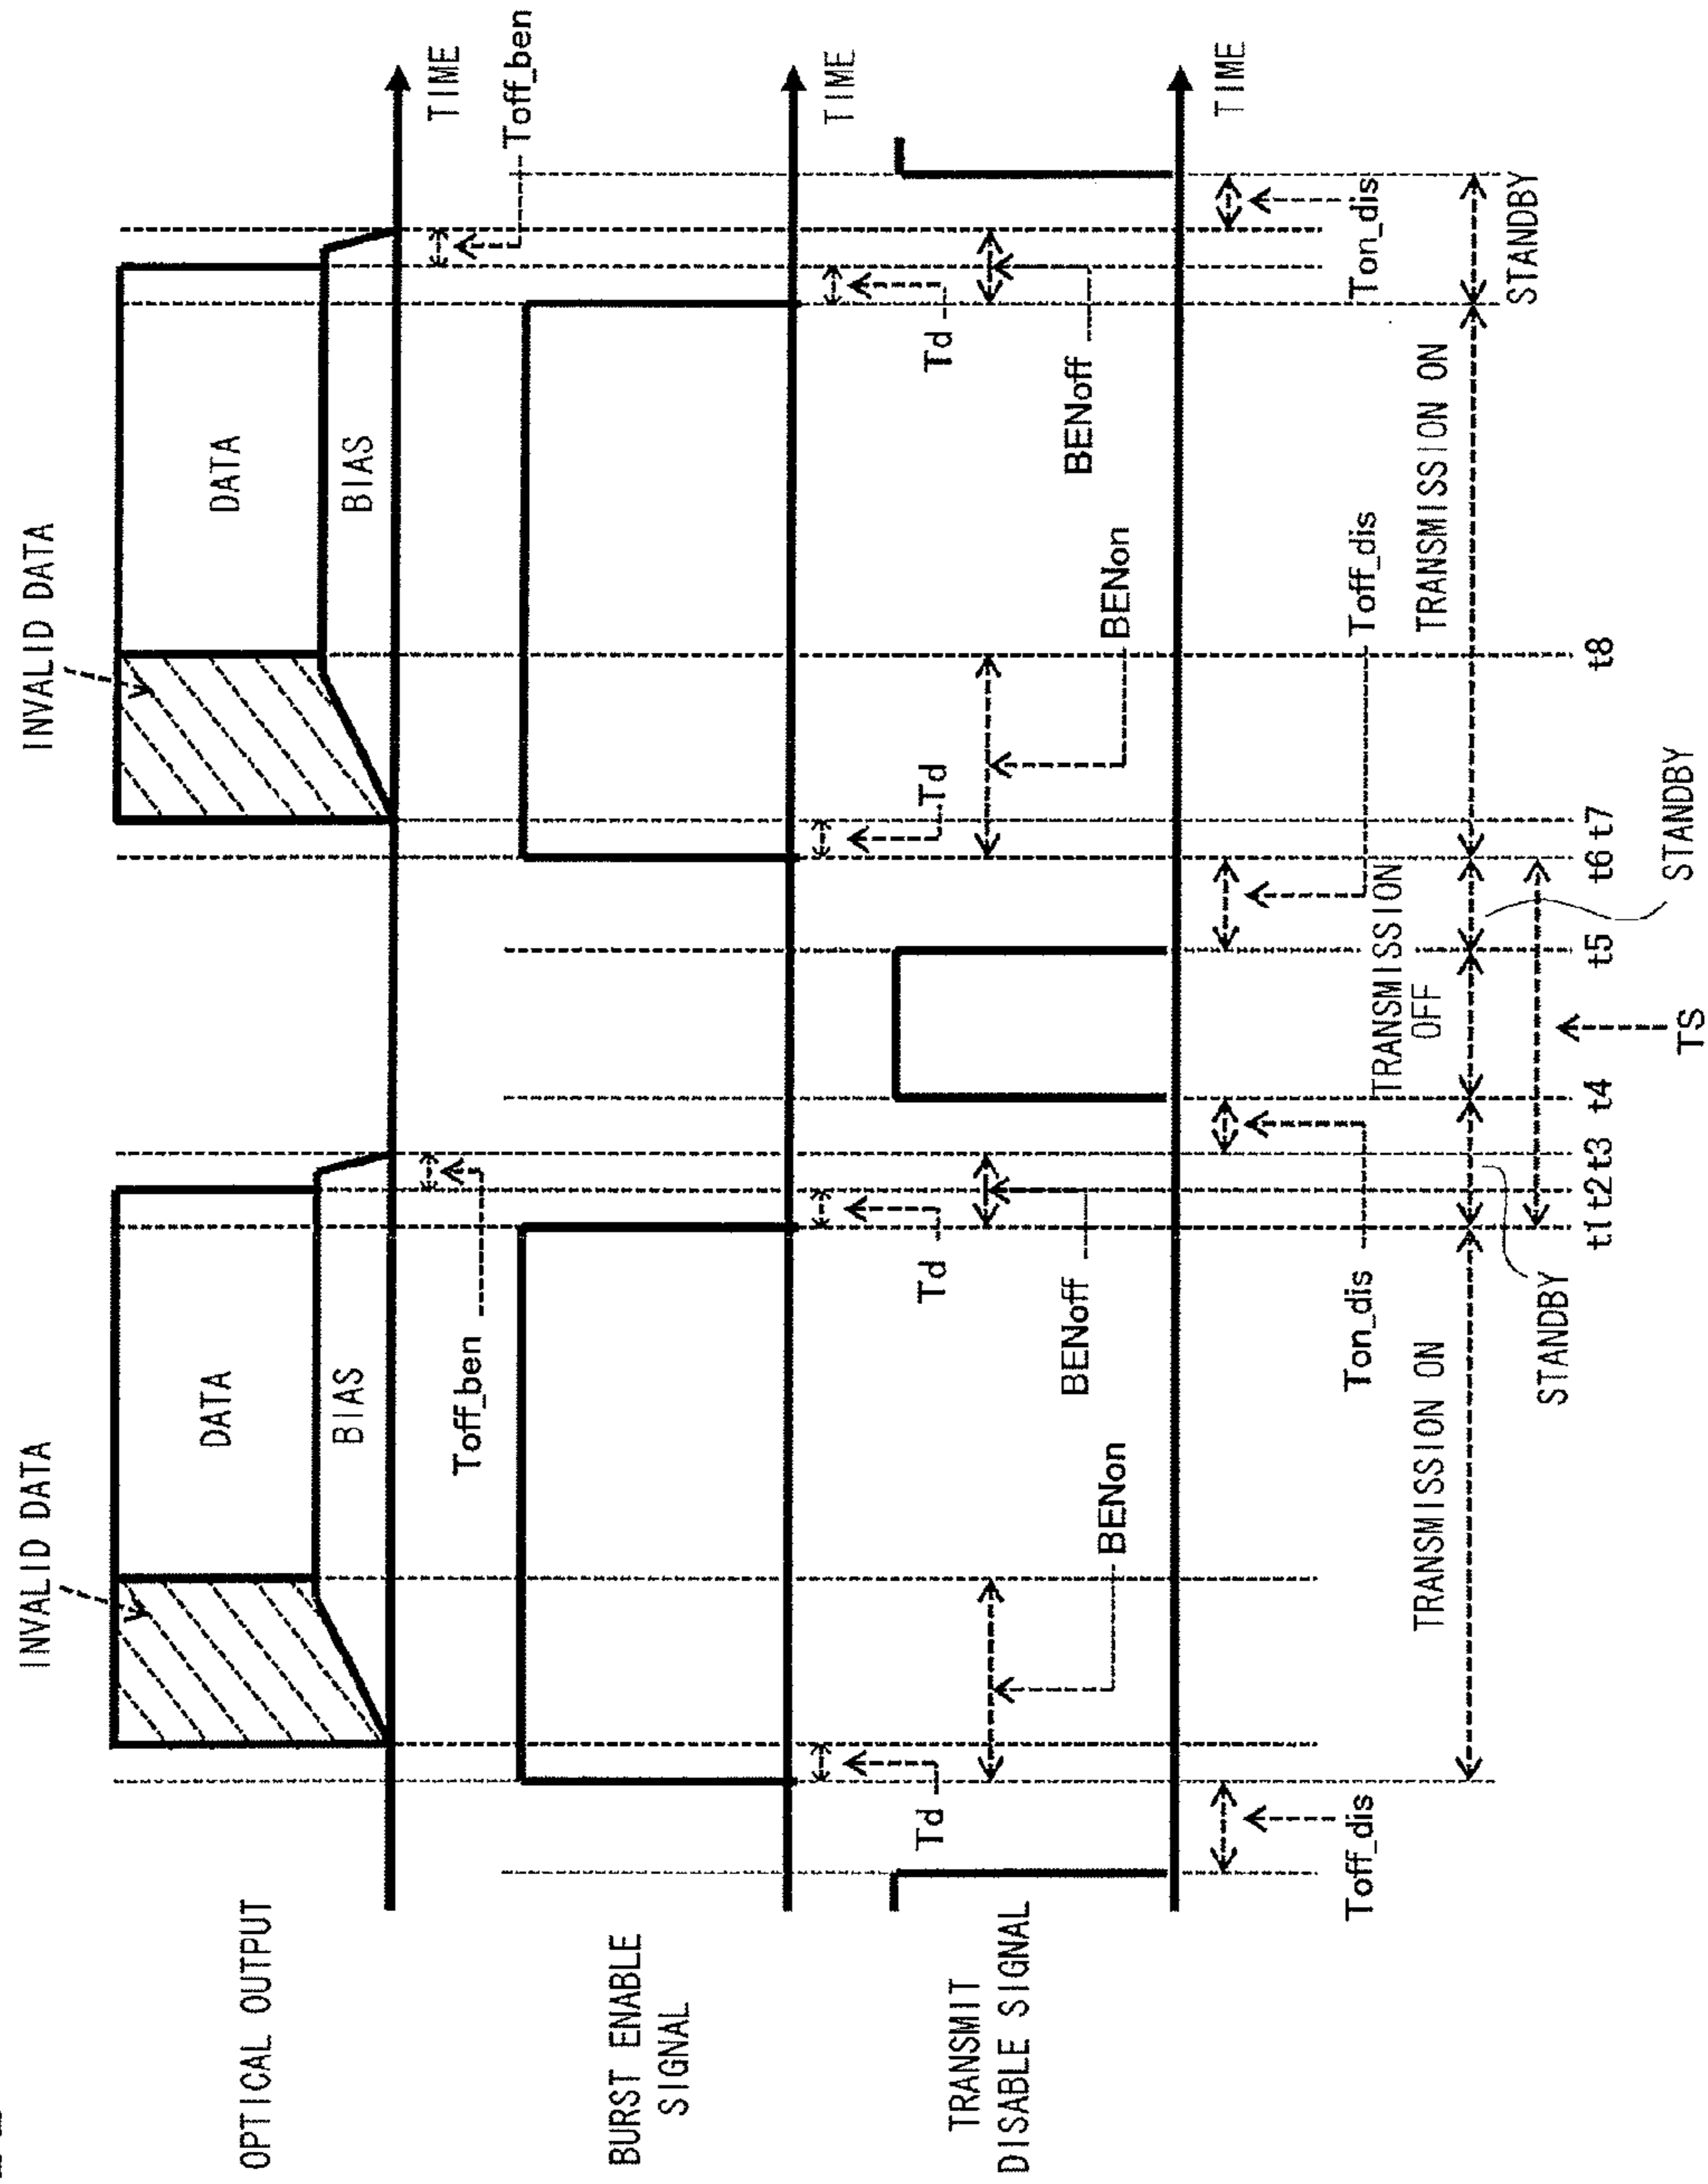 INVALID DATA
INVALID DATA
OPTICAL OUTPUT
DATA
BIAS
DATA
BIAS
TIME
Toff_ben
Toff_ben
BURST ENABLE
SIGNAL
TIME
Td
Td
Td
Td
BENon
BENoff
BENon
BENoff
TRANSMIT
DISABLE SIGNAL
TIME
Toff_dis
Ton_dis
Toff_dis
Ton_dis
TRANSMISSION ON
TRANSMISSION
OFF
TRANSMISSION ON
STANDBY
STANDBY
t1 t2 t3 t4 t5 t6 t7 t8
STANDBY
TS